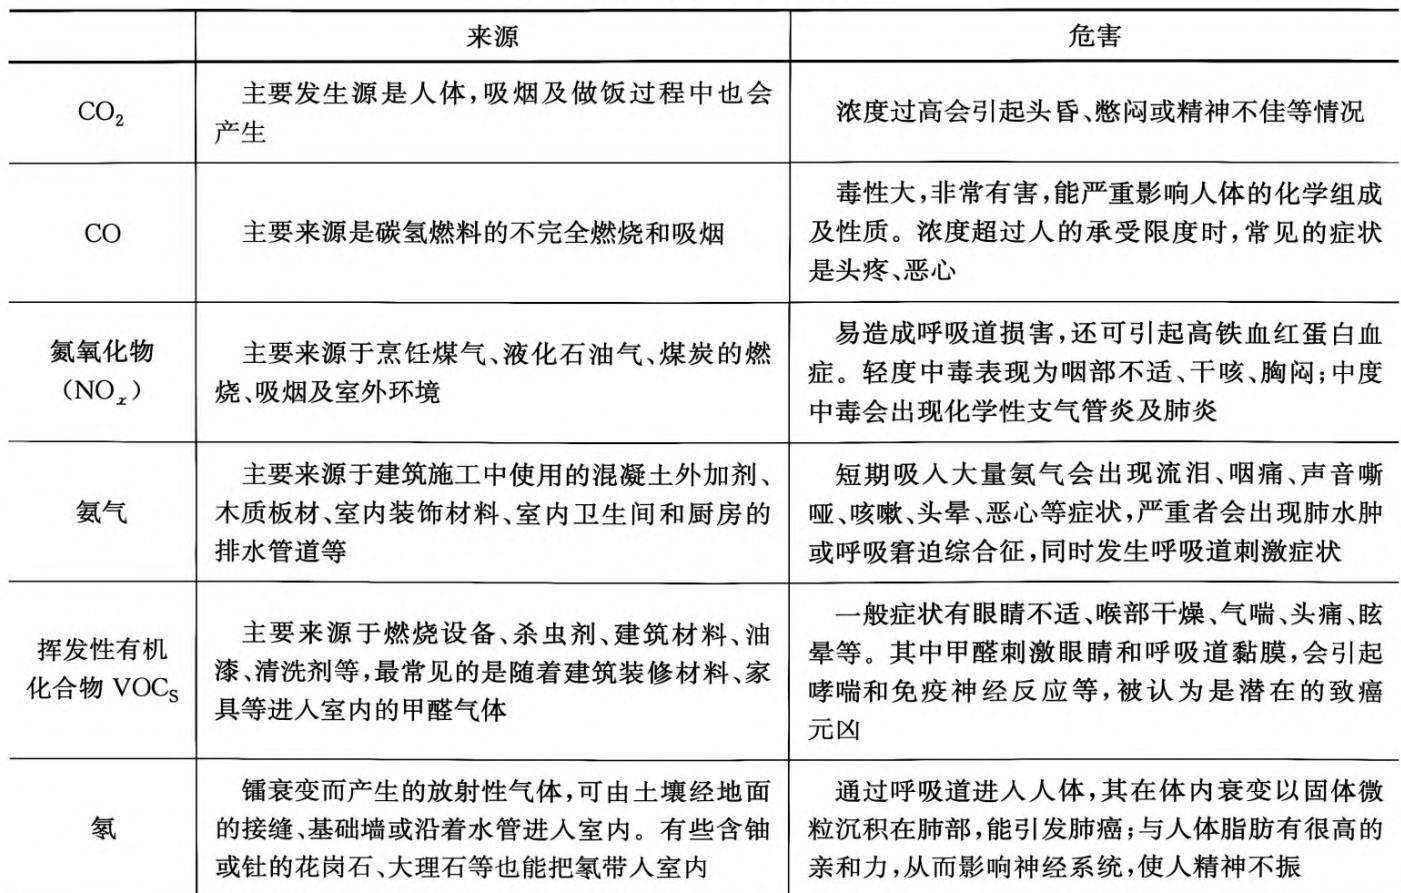 来源 危害
CO₂
主要发生源是人体,吸烟及做饭过程中也会
产生
浓度过高会引起头昏、憋闷或精神不佳等情况
CO
主要来源是碳氢燃料的不完全燃烧和吸烟
毒性大,非常有害,能严重影响人体的化学组成
及性质。浓度超过人的承受限度时,常见的症状
是头疼、恶心
氮氧化物
(NOₓ)
主要来源于烹饪煤气、液化石油气、煤炭的燃
烧、吸烟及室外环境
易造成呼吸道损害,还可引起高铁血红蛋白血
症。轻度中毒表现为咽部不适、干咳、胸闷;中度
中毒会出现化学性支气管炎及肺炎
氨气
主要来源于建筑施工中使用的混凝土外加剂、
木质板材、室内装饰材料、室内卫生间和厨房的
排水管道等
短期吸入大量氨气会出现流泪、咽痛、声音嘶
哑、咳嗽、头晕、恶心等症状,严重者会出现肺水肿
或呼吸窘迫综合征,同时发生呼吸道刺激症状
挥发性有机
化合物 VOCS
主要来源于燃烧设备、杀虫剂、建筑材料、油
漆、清洗剂等,最常见的是随着建筑装修材料、家
具等进入室内的甲醛气体
一般症状有眼睛不适、喉部干燥、气喘、头痛、眩
晕等。其中甲醛刺激眼睛和呼吸道黏膜,会引起
哮喘和免疫神经反应等,被认为是潜在的致癌
元凶
氡
镭衰变而产生的放射性气体,可由土壤经地面
的接缝、基础墙或沿着水管进入室内。有些含铀
或钍的花岗石、大理石等也能把氡带入室内
通过呼吸道进入人体,其在体内衰变以固体微
粒沉积在肺部,能引发肺癌;与人体脂肪有很高的
亲和力,从而影响神经系统,使人精神不振